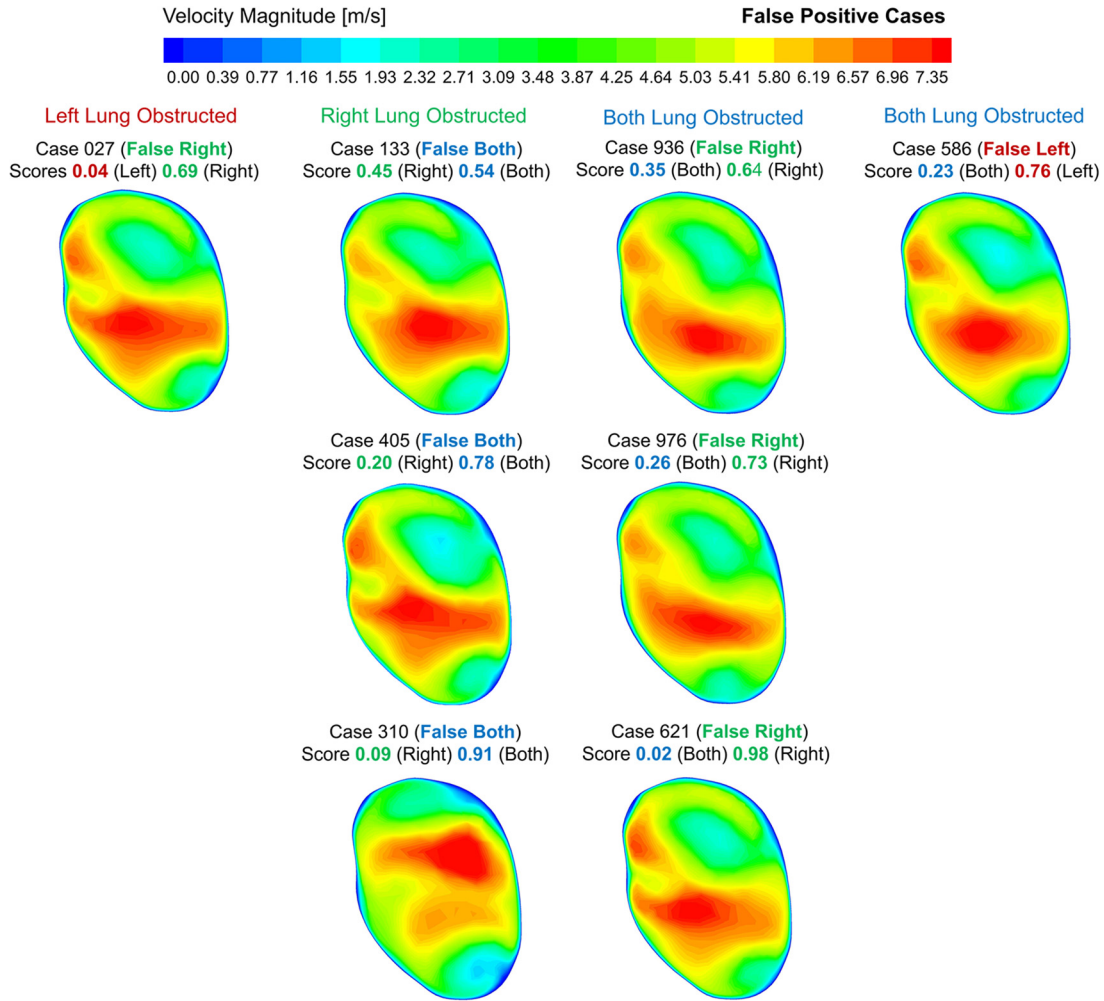 Velocity Magnitude [m/s]
False Positive Cases
0.00 0.39 0.77 1.16 1.55 1.93 2.32 2.71 3.09 3.48 3.87 4.25 4.64 5.03 5.41 5.80 6.19 6.57 6.96 7.35
Left Lung Obstructed
Case 027 (False Right)
Scores 0.04 (Left) 0.69 (Right)
Right Lung Obstructed
Case 133 (False Both)
Score 0.45 (Right) 0.54 (Both)
Both Lung Obstructed
Case 936 (False Right)
Score 0.35 (Both) 0.64 (Right)
Both Lung Obstructed
Case 586 (False Left)
Score 0.23 (Both) 0.76 (Left)
Case 405 (False Both)
Score 0.20 (Right) 0.78 (Both)
Case 976 (False Right)
Score 0.26 (Both) 0.73 (Right)
Case 310 (False Both)
Score 0.09 (Right) 0.91 (Both)
Case 621 (False Right)
Score 0.02 (Both) 0.98 (Right)